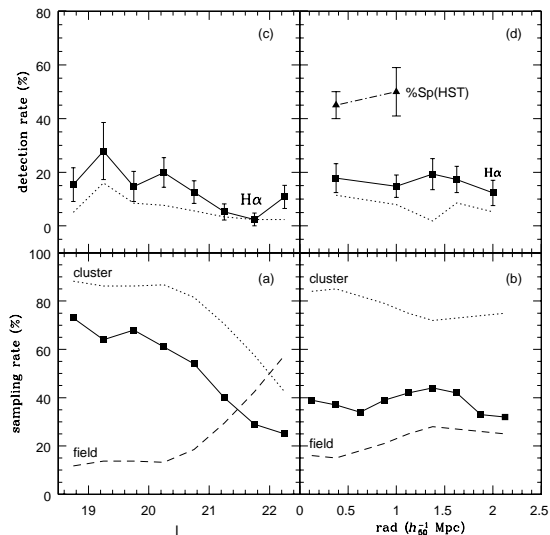 80
60
40
20
0
detection rate (%)
(c)
Hα
(d)
%Sp(HST)
Hα
100
80
60
40
20
0
sampling rate (%)
cluster
(a)
field
cluster
(b)
field
19 20 21 22
I
0 0.5 1 1.5 2 2.5
rad (h₅₀⁻¹ Mpc)